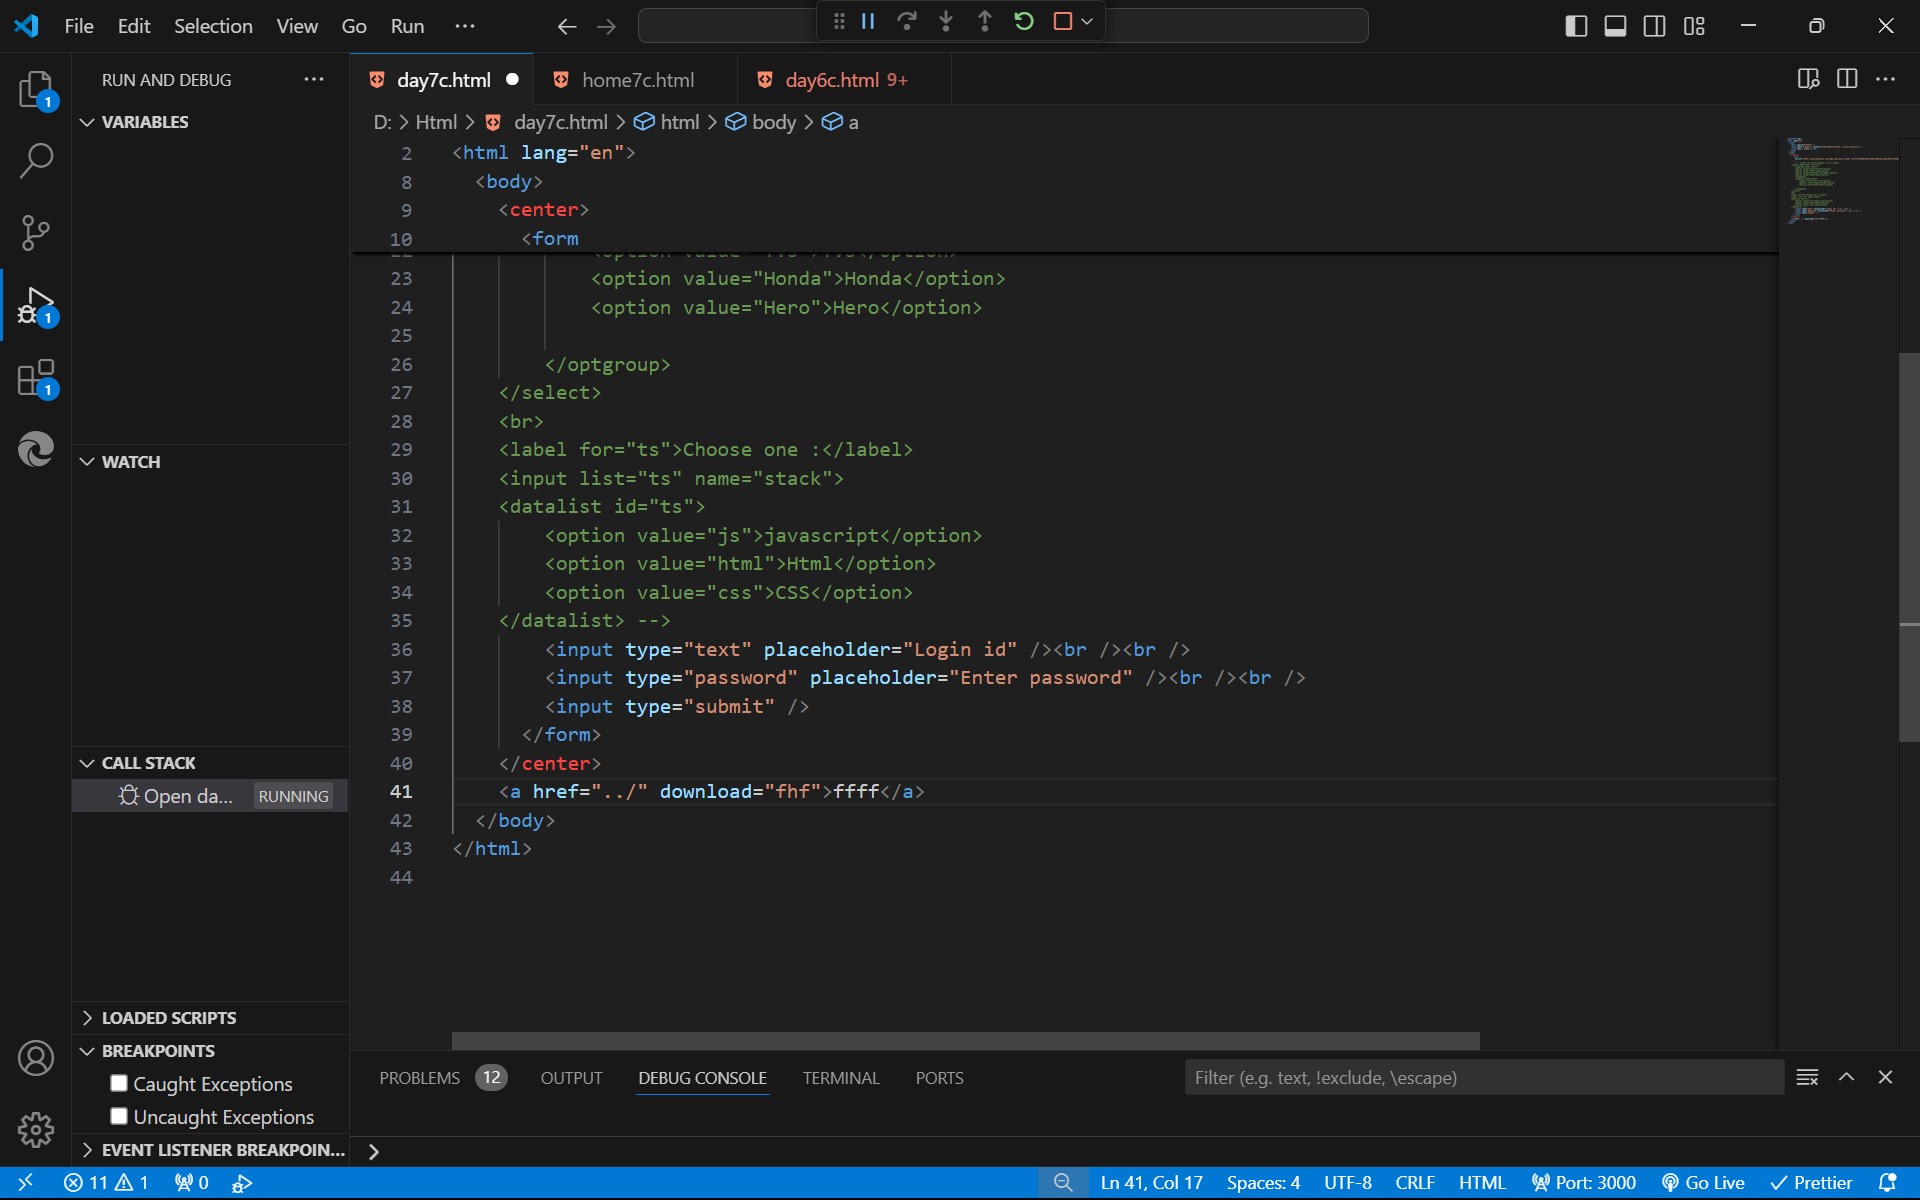 File Edit Selection View Go Run
RUN AND DEBUG
day7c.html home7c.html day6c.html 9+
D: > Html > day7c.html > html > body > a
VARIABLES
WATCH
CALL STACK
Open da... RUNNING
LOADED SCRIPTS
BREAKPOINTS
Caught Exceptions
Uncaught Exceptions
EVENT LISTENER BREAKPOIN...
1
1
1
2 <html lang="en">
8 <body>
9 <center>
10 <form
23 <option value="Honda">Honda</option>
24 <option value="Hero">Hero</option>
25
26 </optgroup>
27 </select>
28 <br>
29 <label for="ts">Choose one :</label>
30 <input list="ts" name="stack">
31 <datalist id="ts">
32 <option value="js">javascript</option>
33 <option value="html">Html</option>
34 <option value="css">CSS</option>
35 </datalist> -->
36 <input type="text" placeholder="Login id" /><br /><br />
37 <input type="password" placeholder="Enter password" /><br /><br />
38 <input type="submit" />
39 </form>
40 </center>
41 <a href="../" download="fhf">ffff</a>
42 </body>
43 </html>
44
PROBLEMS 12 OUTPUT DEBUG CONSOLE TERMINAL PORTS
Filter (e.g. text, !exclude, \escape)
11 1 0 Ln 41, Col 17 Spaces: 4 UTF-8 CRLF HTML Port: 3000 Go Live Prettier